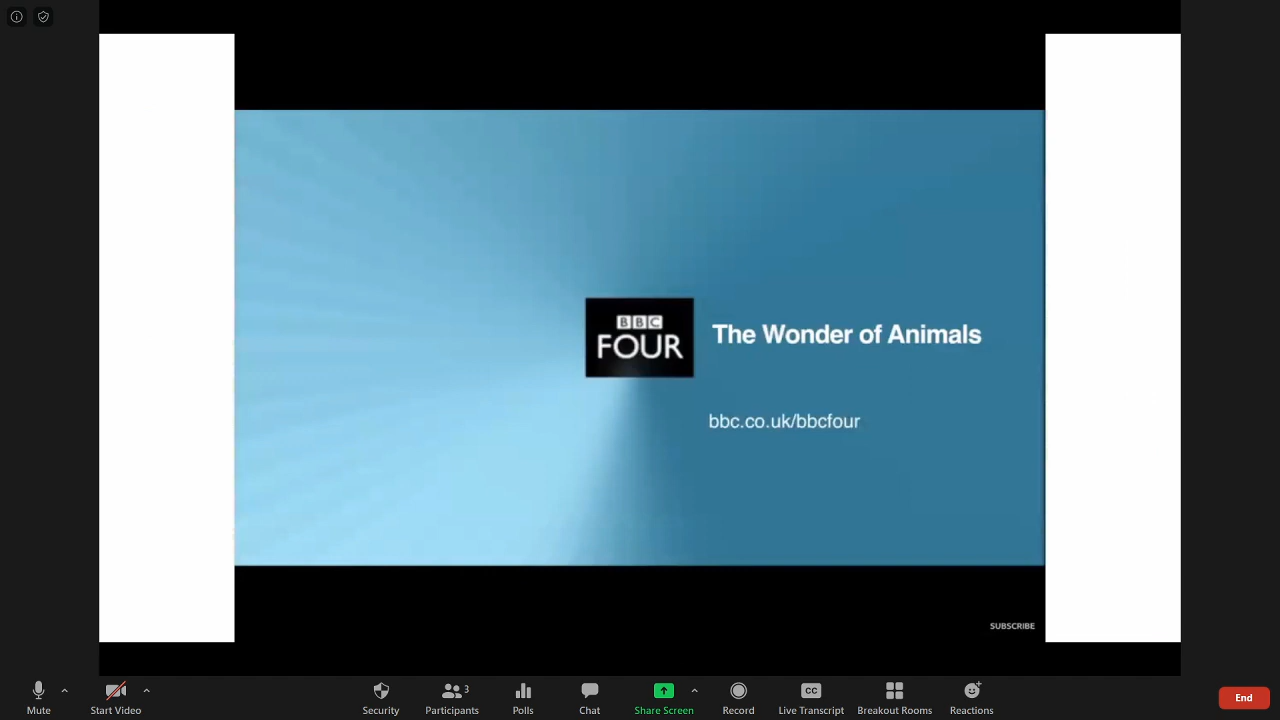 BBC
FOUR
The Wonder of Animals
bbc.co.uk/bbcfour
SUBSCRIBE
3
Mute
Start Video
Security
Participants
Polls
Chat
Share Screen
Record
CC
Live Transcript
Breakout Rooms
Reactions
End